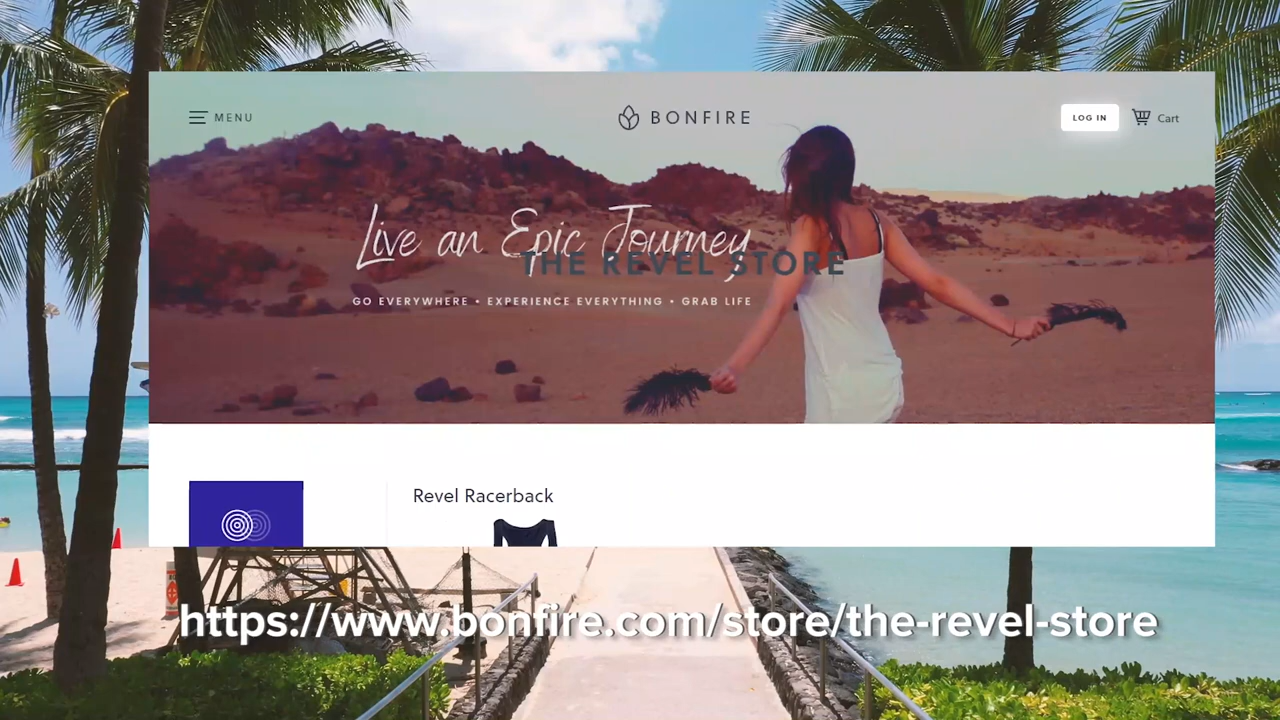 MENU
BONFIRE
LOG IN
Cart
Live an Epic Journey
THE REVEL STORE
GO EVERYWHERE • EXPERIENCE EVERYTHING • GRAB LIFE
Revel Racerback
https://www.bonfire.com/store/the-revel-store